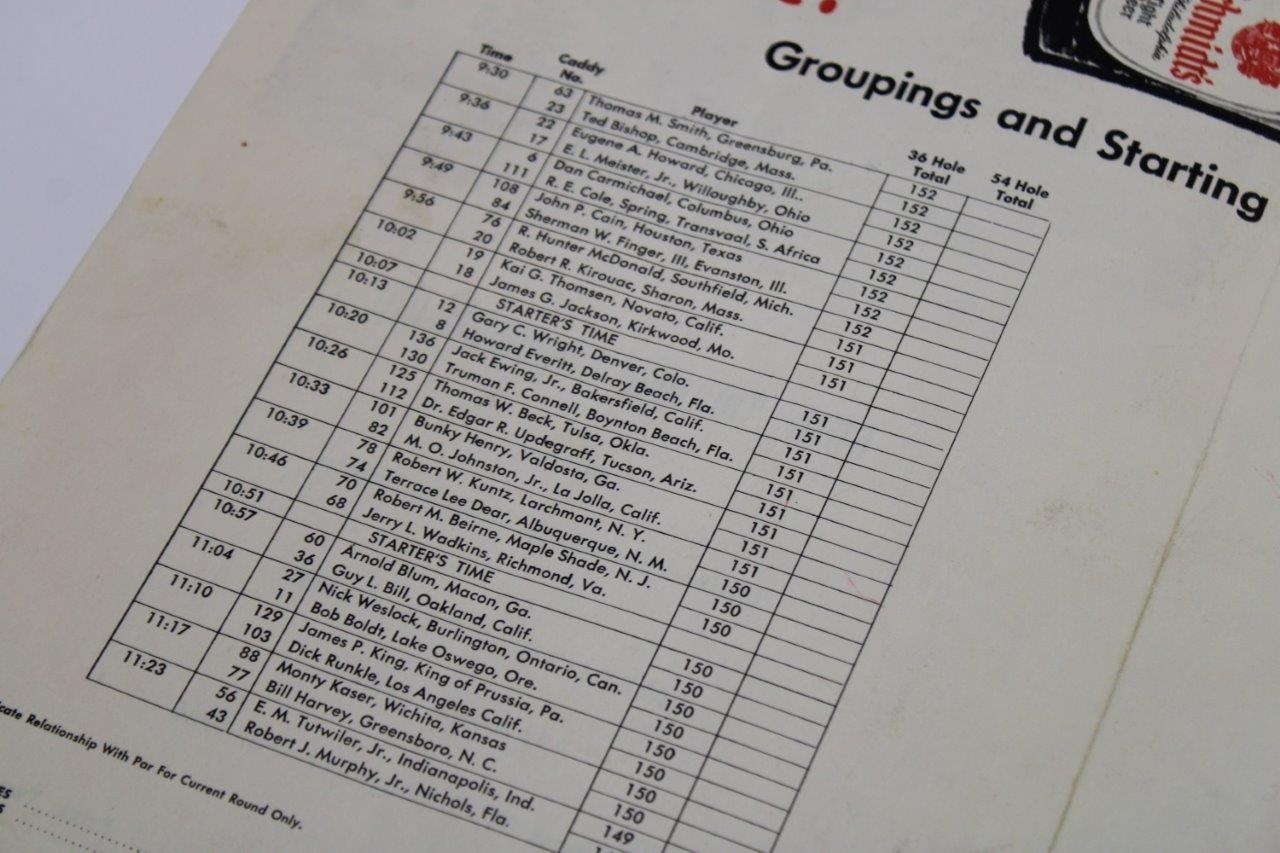 hmidt's
Philadelphia
ight
eer
Groupings and Starting
Time Caddy No. Player 36 Hole Total 54 Hole Total
9:30 63 Thomas M. Smith, Greensburg, Pa. 152
23 Ted Bishop, Cambridge, Mass. 152
9:36 22 Eugene A. Howard, Chicago, Ill.. 152
17 E. L. Meister, Jr., Willoughby, Ohio 152
9:43 6 Dan Carmichael, Columbus, Ohio 152
111 R. E. Cole, Spring, Transvaal, S. Africa 152
9:49 108 John P. Cain, Houston, Texas 152
84 Sherman W. Finger, III, Evanston, Ill. 152
9:56 76 R. Hunter McDonald, Southfield, Mich. 152
20 Robert R. Kirouac, Sharon, Mass. 151
10:02 19 Kai G. Thomsen, Novato, Calif. 151
18 James G. Jackson, Kirkwood, Mo. 151
10:07 STARTER'S TIME
10:13 12 Gary C. Wright, Denver, Colo. 151
8 Howard Everitt, Delray Beach, Fla. 151
10:20 136 Jack Ewing, Jr., Bakersfield, Calif. 151
130 Truman F. Connell, Boynton Beach, Fla. 151
10:26 125 Thomas W. Beck, Tulsa, Okla. 151
112 Dr. Edgar R. Updegraff, Tucson, Ariz. 151
10:33 101 Bunky Henry, Valdosta, Ga. 151
82 M. O. Johnston, Jr., La Jolla, Calif. 151
10:39 78 Robert W. Kuntz, Larchmont, N. Y. 151
74 Terrace Lee Dear, Albuquerque, N. M. 150
10:46 70 Robert M. Beirne, Maple Shade, N. J. 150
68 Jerry L. Wadkins, Richmond, Va. 150
10:51 STARTER'S TIME
10:57 60 Arnold Blum, Macon, Ga. 150
36 Guy L. Bill, Oakland, Calif. 150
11:04 27 Nick Weslock, Burlington, Ontario, Can. 150
11 Bob Boldt, Lake Oswego, Ore. 150
11:10 129 James P. King, King of Prussia, Pa. 150
103 Dick Runkle, Los Angeles Calif. 150
11:17 88 Monty Kaser, Wichita, Kansas 150
77 Bill Harvey, Greensboro, N. C. 150
11:23 56 E. M. Tutwiler, Jr., Indianapolis, Ind. 149
43 Robert J. Murphy, Jr., Nichols, Fla.
cate Relationship With Par For Current Round Only.
ES